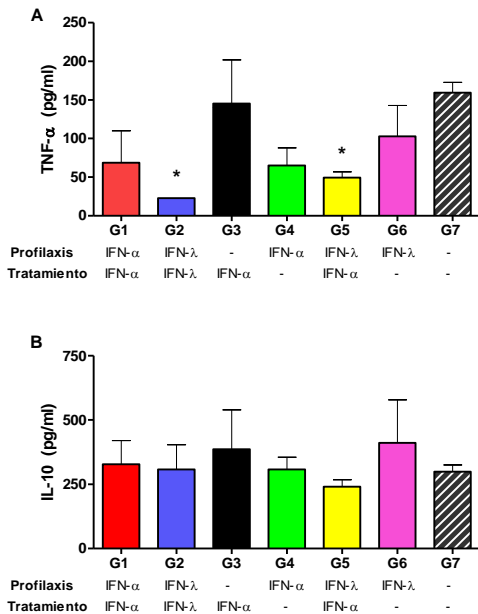 A
250
200
150
100
50
0
TNF-α (pg/ml)
* *
G1 G2 G3 G4 G5 G6 G7
Profilaxis IFN-α IFN-λ - IFN-α IFN-λ IFN-λ -
Tratamiento IFN-α IFN-λ IFN-α - IFN-α - -
B
750
500
250
0
IL-10 (pg/ml)
G1 G2 G3 G4 G5 G6 G7
Profilaxis IFN-α IFN-λ - IFN-α IFN-λ IFN-λ -
Tratamiento IFN-α IFN-λ IFN-α - IFN-α - -